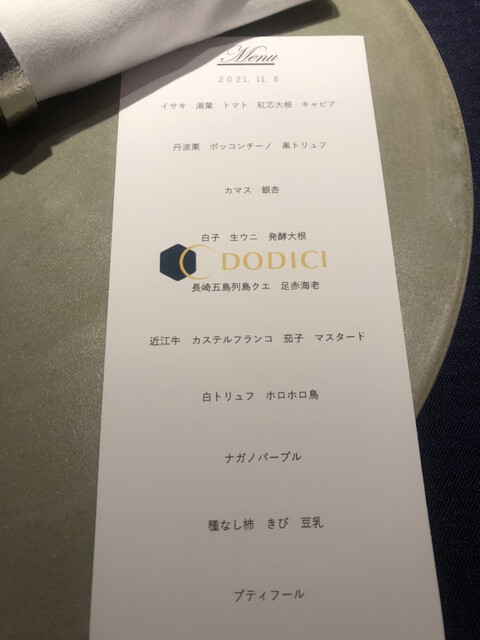 Menu
2021. 11. 6
イサキ 湯葉 トマト 紅芯大根 キャビア
丹波栗 ボッコンチーノ 黒トリュフ
カマス 銀杏
白子 生ウニ 発酵大根
DODICI
長崎五島列島クエ 足赤海老
近江牛 カステルフランコ 茄子 マスタード
白トリュフ ホロホロ鳥
ナガノパープル
種なし柿 きび 豆乳
プティフール